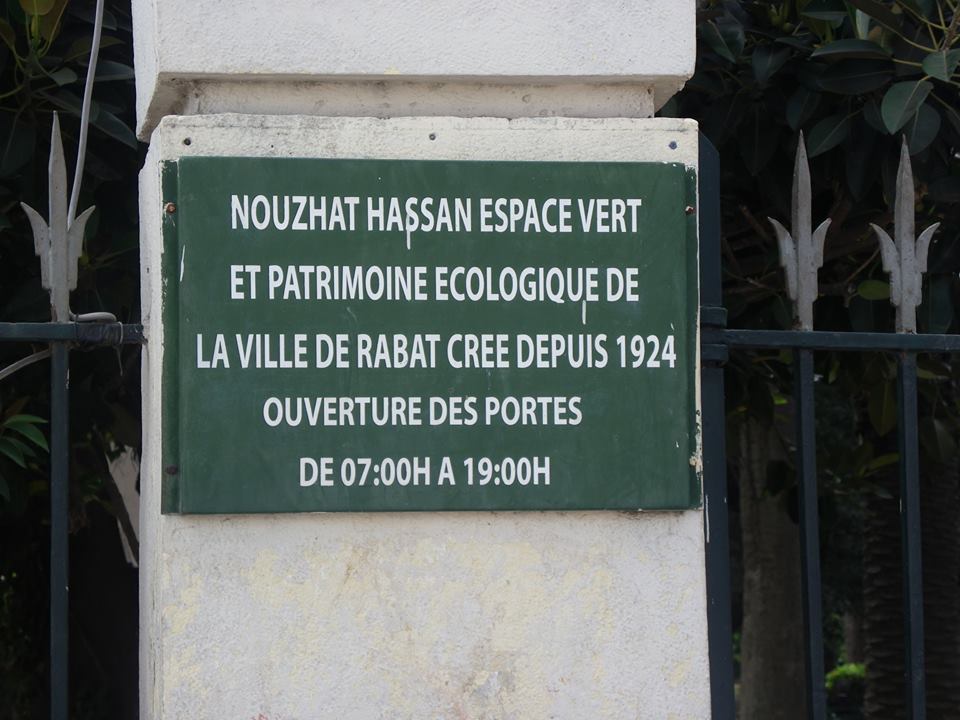 NOUZHAT HASSAN ESPACE VERT
ET PATRIMOINE ECOLOGIQUE DE
LA VILLE DE RABAT CREE DEPUIS 1924
OUVERTURE DES PORTES
DE 07:00H A 19:00H